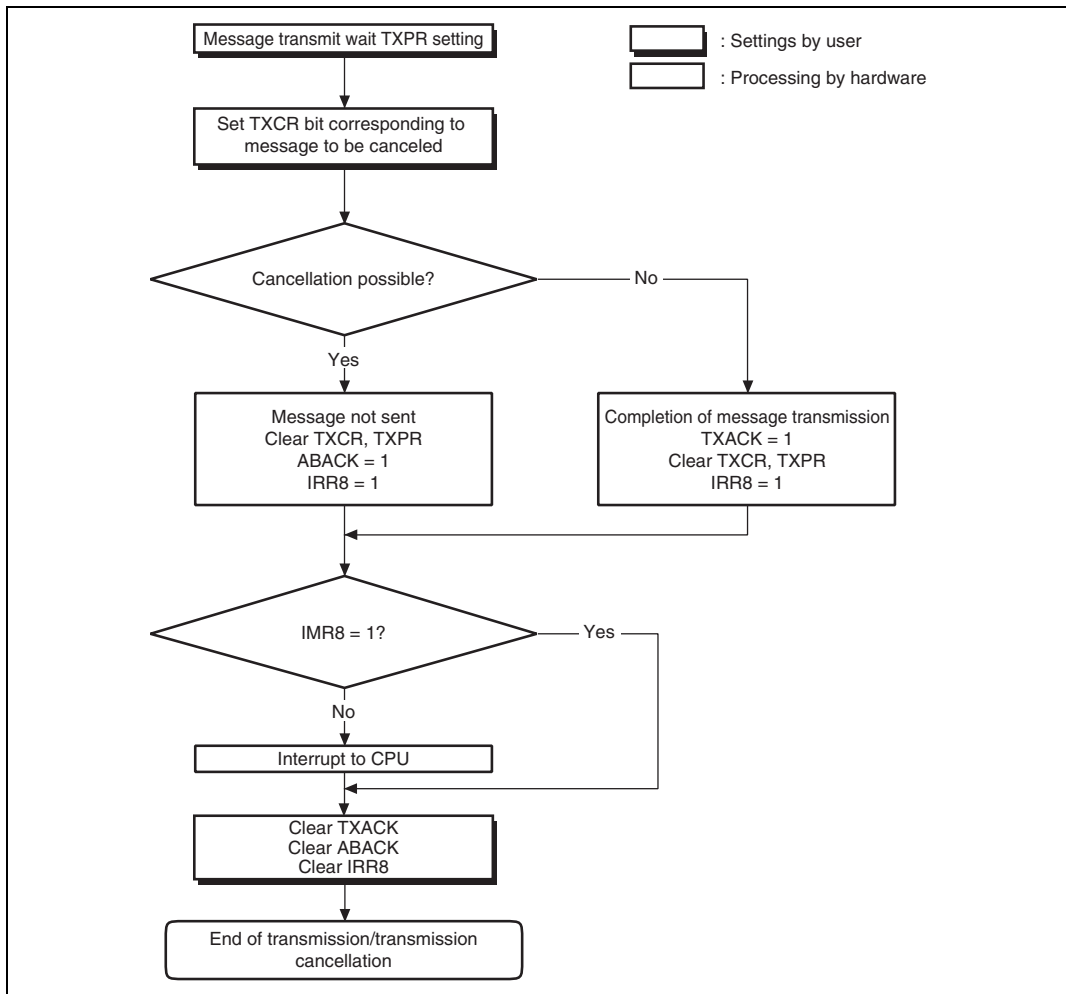 Message transmit wait TXPR setting
: Settings by user
: Processing by hardware
Set TXCR bit corresponding to
message to be canceled
Cancellation possible?
No
Yes
Message not sent
Clear TXCR, TXPR
ABACK = 1
IRR8 = 1
Completion of message transmission
TXACK = 1
Clear TXCR, TXPR
IRR8 = 1
IMR8 = 1?
Yes
No
Interrupt to CPU
Clear TXACK
Clear ABACK
Clear IRR8
End of transmission/transmission
cancellation